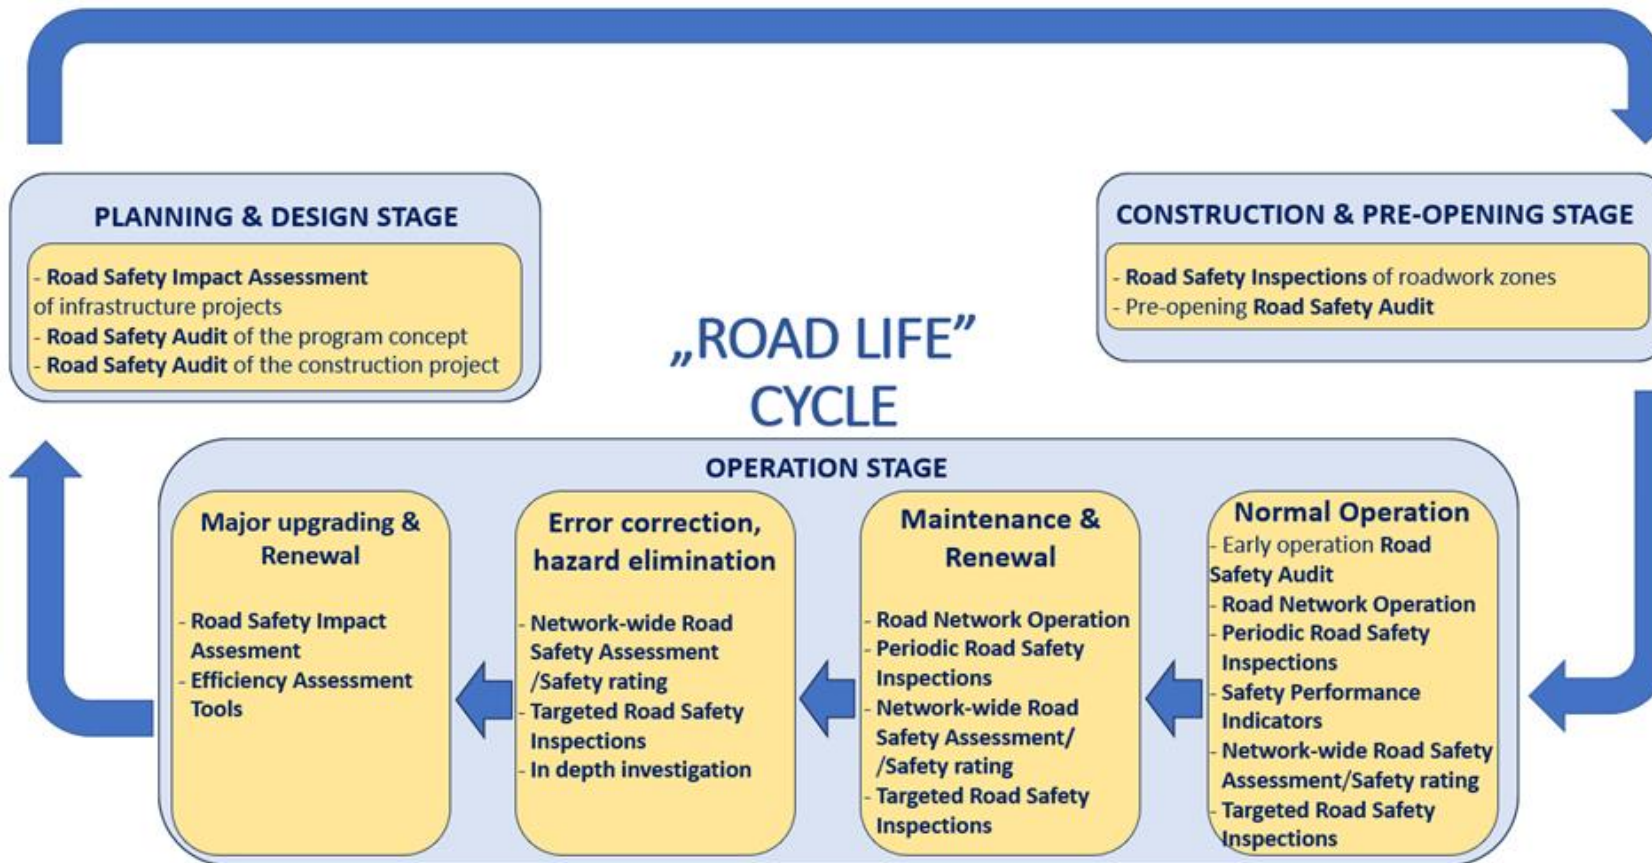 PLANNING & DESIGN STAGE
- Road Safety Impact Assessment
of infrastructure projects
- Road Safety Audit of the program concept
- Road Safety Audit of the construction project
CONSTRUCTION & PRE-OPENING STAGE
- Road Safety Inspections of roadwork zones
- Pre-opening Road Safety Audit
„ROAD LIFE”
CYCLE
OPERATION STAGE
Major upgrading &
Renewal
- Road Safety Impact
Assesment
- Efficiency Assessment
Tools
Error correction,
hazard elimination
- Network-wide Road
Safety Assessment
/Safety rating
- Targeted Road Safety
Inspections
- In depth investigation
Maintenance &
Renewal
- Road Network Operation
- Periodic Road Safety
Inspections
- Network-wide Road
Safety Assessment/
/Safety rating
- Targeted Road Safety
Inspections
Normal Operation
- Early operation Road
Safety Audit
- Road Network Operation
- Periodic Road Safety
Inspections
- Safety Performance
Indicators
- Network-wide Road Safety
Assessment/Safety rating
- Targeted Road Safety
Inspections